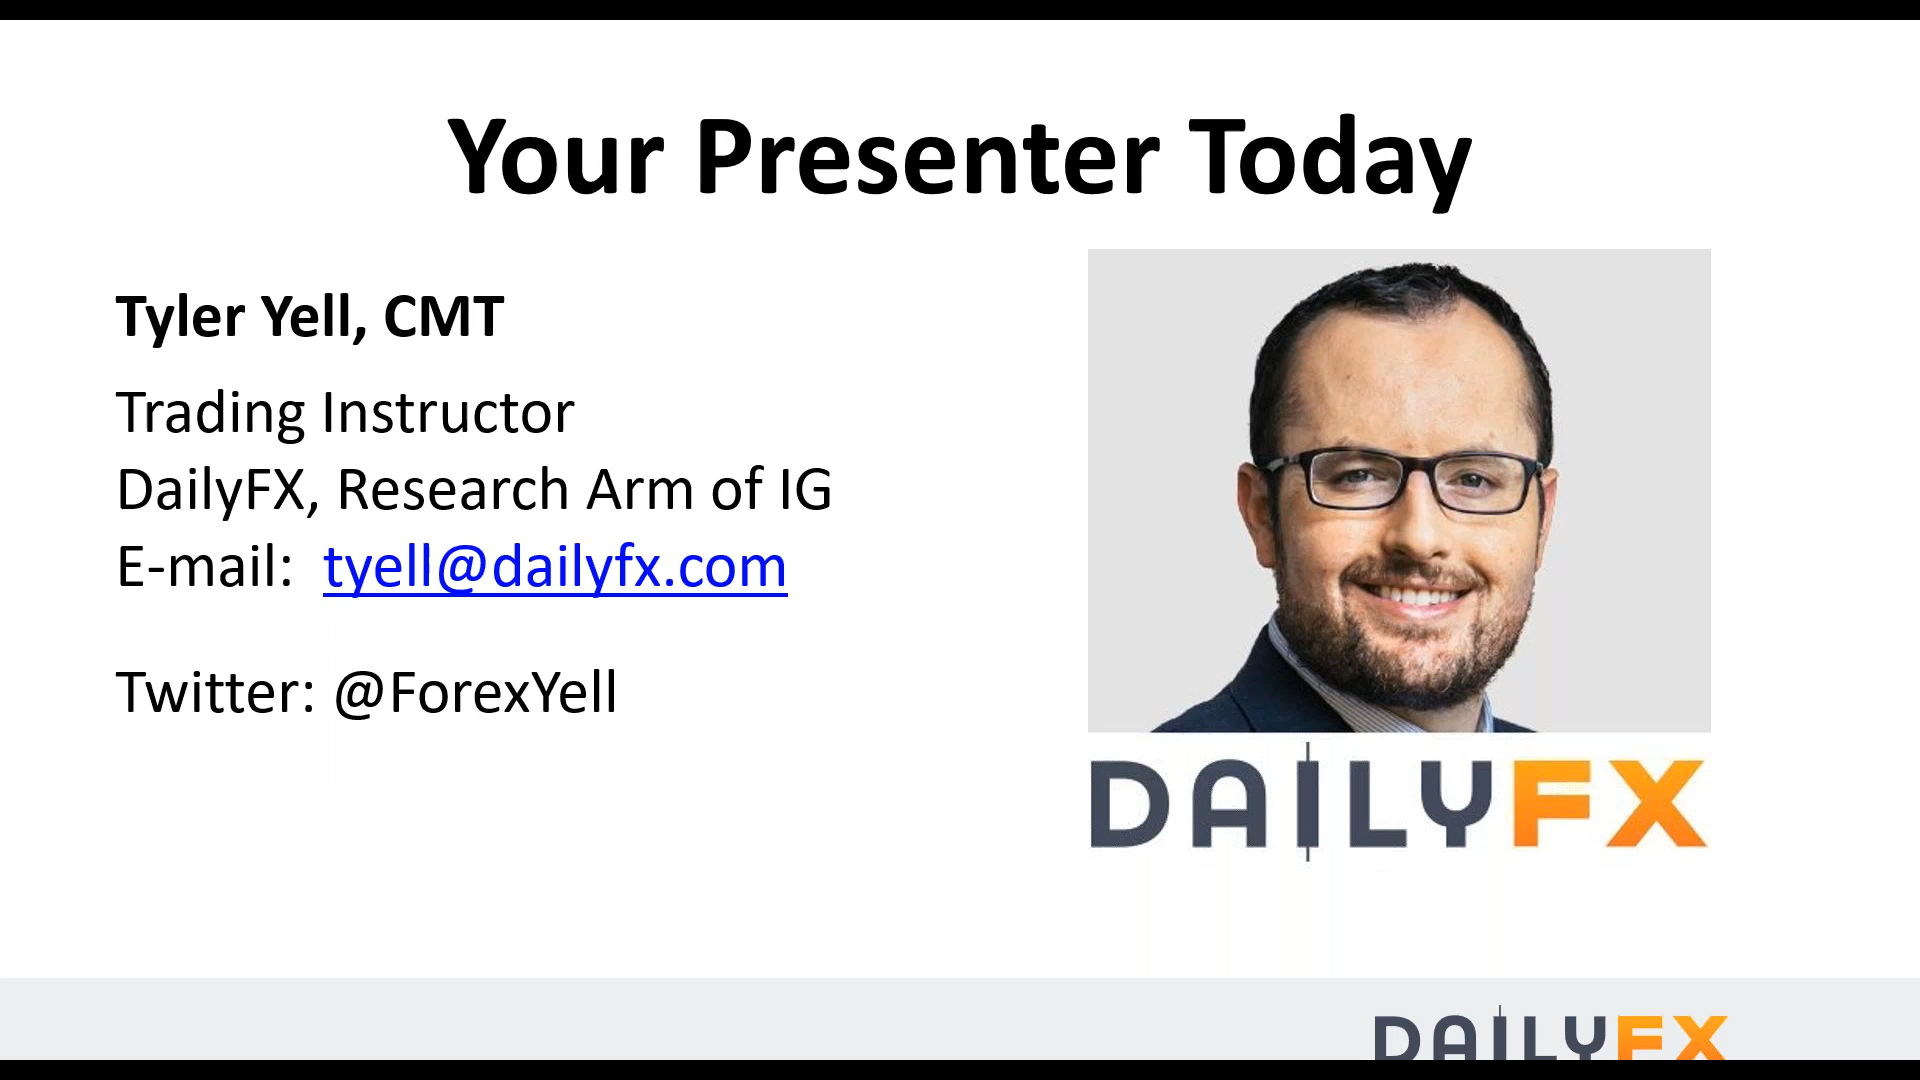 Your Presenter Today
Tyler Yell, CMT
Trading Instructor
DailyFX, Research Arm of IG
E-mail:  tyell@dailyfx.com
Twitter: @ForexYell
DAILYFX
DAILYFX